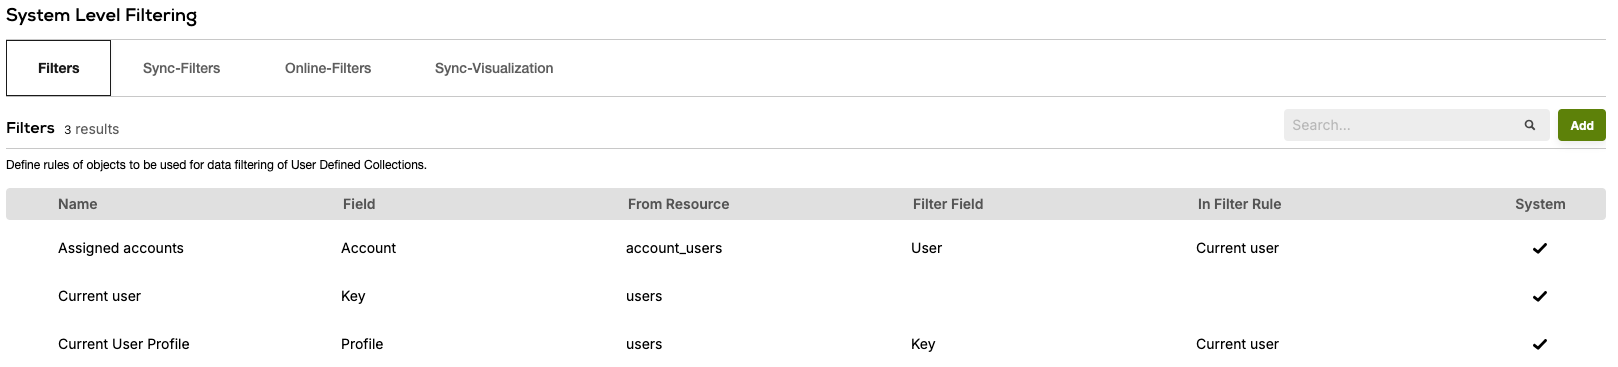 System Level Filtering
Filters Sync-Filters Online-Filters Sync-Visualization
Filters 3 results Search... Add
Define rules of objects to be used for data filtering of User Defined Collections.
Name Field From Resource Filter Field In Filter Rule System
Assigned accounts Account account_users User Current user ✔
Current user Key users ✔
Current User Profile Profile users Key Current user ✔